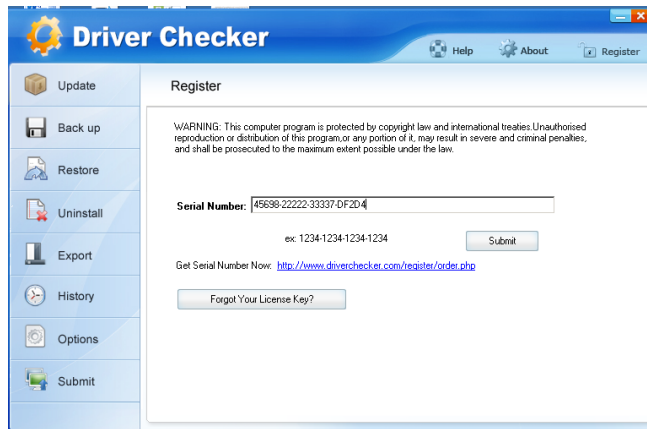 Driver Checker
Help
About
Register
Update
Back up
Restore
Uninstall
Export
History
Options
Submit
Register
WARNING: This computer program is protected by copyright law and international treaties.Unauthorised
reproduction or distribution of this program,or any portion of it, may result in severe and criminal penalties,
and shall be prosecuted to the maximum extent possible under the law.
Serial Number: 45698-22222-33337-DF2D4
ex: 1234-1234-1234-1234
Submit
Get Serial Number Now: http://www.driverchecker.com/register/order.php
Forgot Your License Key?